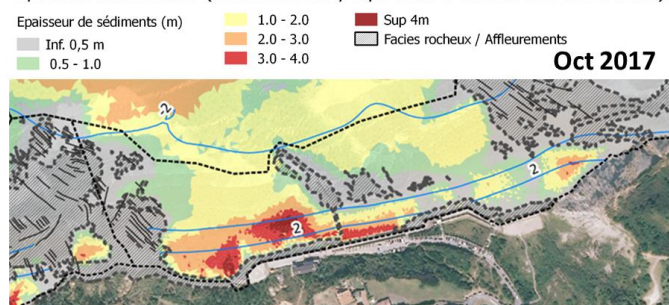 Epaisseur de sédiments (m)
Inf. 0,5 m
0.5 - 1.0
1.0 - 2.0
2.0 - 3.0
3.0 - 4.0
Sup 4m
Facies rocheux / Affleurements
Oct 2017
-2
2
2